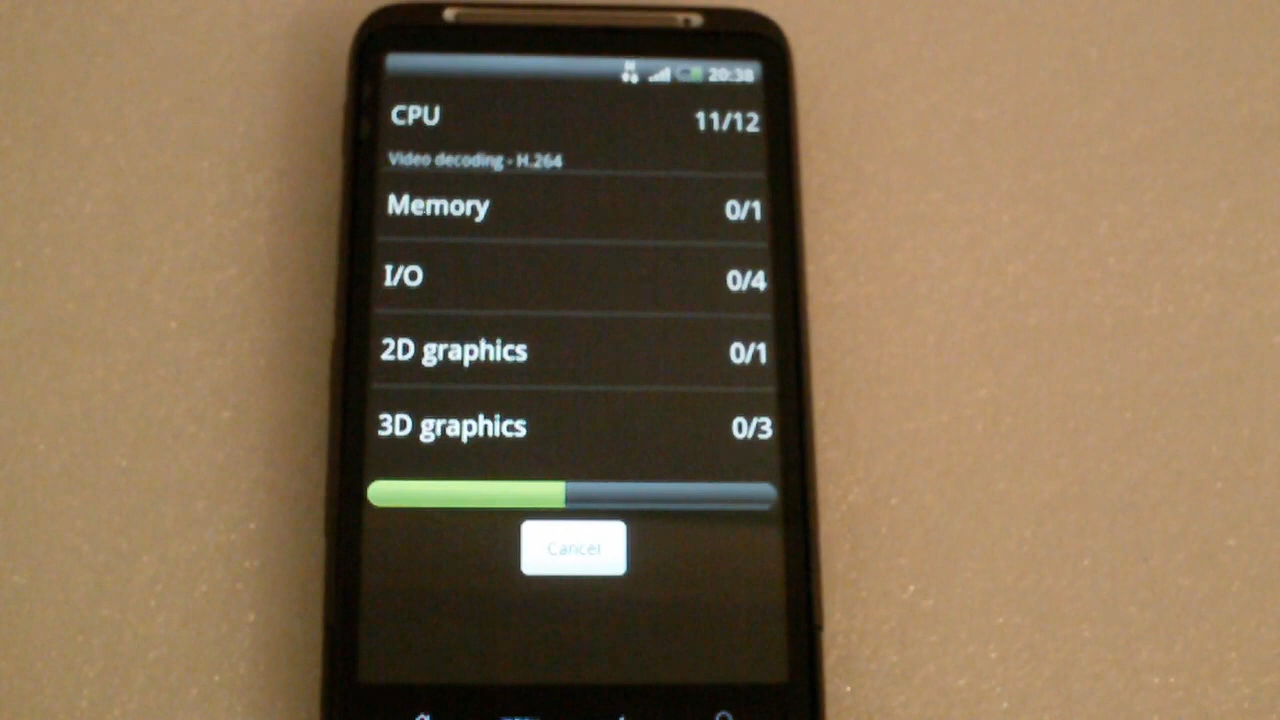 20:38
CPU 11/12
Video decoding - H.264
Memory 0/1
I/O 0/4
2D graphics 0/1
3D graphics 0/3
Cancel